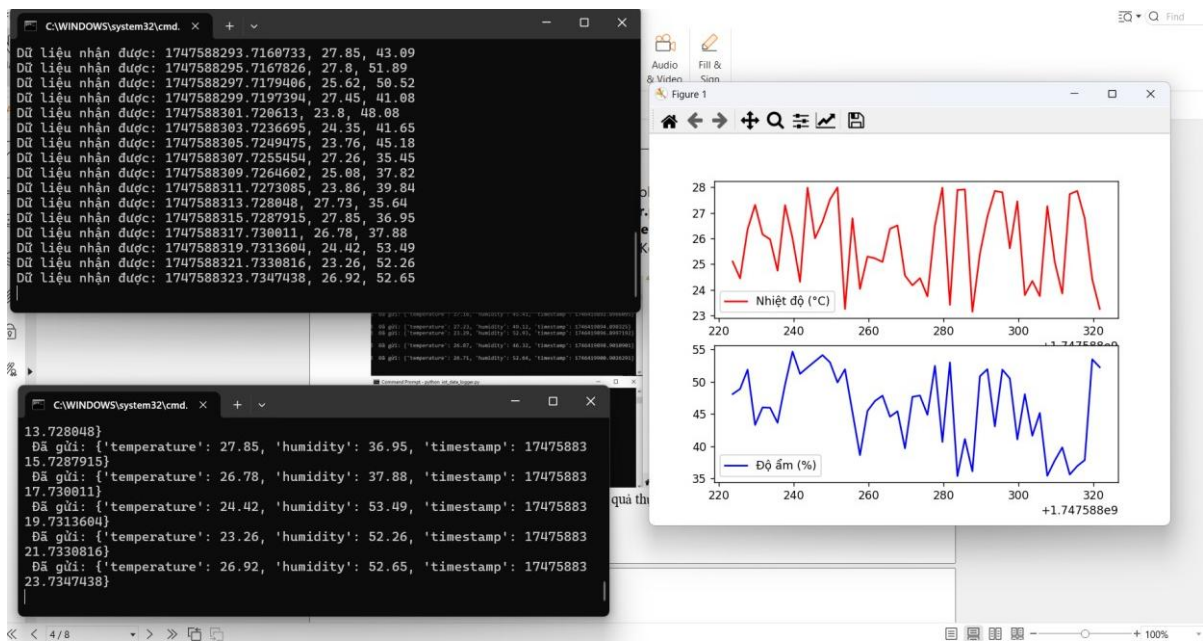 C:\WINDOWS\system32\cmd.
Dữ liệu nhận được: 1747588293.7160733, 27.85, 43.09
Dữ liệu nhận được: 1747588295.7167826, 27.8, 51.89
Dữ liệu nhận được: 1747588297.7179406, 25.62, 50.52
Dữ liệu nhận được: 1747588299.7197394, 27.45, 41.08
Dữ liệu nhận được: 1747588301.720613, 23.8, 48.08
Dữ liệu nhận được: 1747588303.7236695, 24.35, 41.65
Dữ liệu nhận được: 1747588305.7249475, 23.76, 45.18
Dữ liệu nhận được: 1747588307.7255454, 27.26, 35.45
Dữ liệu nhận được: 1747588309.7264602, 25.08, 37.82
Dữ liệu nhận được: 1747588311.7273085, 23.86, 39.84
Dữ liệu nhận được: 1747588313.728048, 27.73, 35.64
Dữ liệu nhận được: 1747588315.7287915, 27.85, 36.95
Dữ liệu nhận được: 1747588317.730011, 26.78, 37.88
Dữ liệu nhận được: 1747588319.7313604, 24.42, 53.49
Dữ liệu nhận được: 1747588321.7330816, 23.26, 52.26
Dữ liệu nhận được: 1747588323.7347438, 26.92, 52.65
Find
Audio
& Video
Fill &
Sign
Figure 1
28
27
26
25
24
23
Nhiệt độ (°C)
220 240 260 280 300 320
+1.747588e9
55
50
45
40
35
Độ ẩm (%)
220 240 260 280 300 320
+1.747588e9
C:\WINDOWS\system32\cmd.
13.728048}
Đã gửi: {'temperature': 27.85, 'humidity': 36.95, 'timestamp': 17475883
15.7287915}
Đã gửi: {'temperature': 26.78, 'humidity': 37.88, 'timestamp': 17475883
17.730011}
Đã gửi: {'temperature': 24.42, 'humidity': 53.49, 'timestamp': 17475883
19.7313604}
Đã gửi: {'temperature': 23.26, 'humidity': 52.26, 'timestamp': 17475883
21.7330816}
Đã gửi: {'temperature': 26.92, 'humidity': 52.65, 'timestamp': 17475883
23.7347438}
quả
4/8
100%